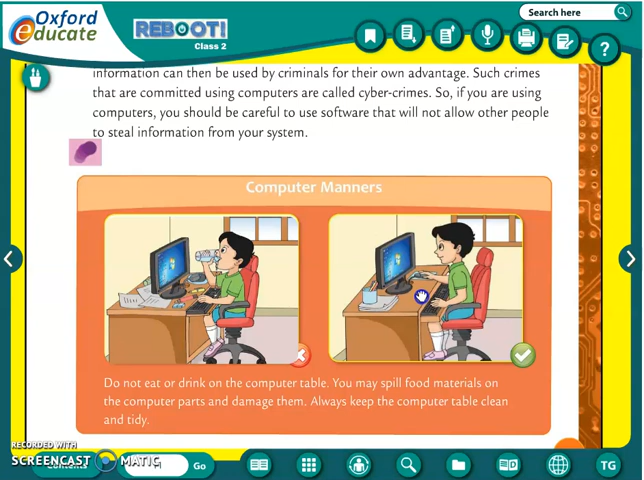 Oxford
educate
REBOOT!
Class 2
Search here
information can then be used by criminals for their own advantage. Such crimes
that are committed using computers are called cyber-crimes. So, if you are using
computers, you should be careful to use software that will not allow other people
to steal information from your system.
Computer Manners
Do not eat or drink on the computer table. You may spill food materials on
the computer parts and damage them. Always keep the computer table clean
and tidy.
RECORDED WITH
SCREENCAST MATIC
Go
TG